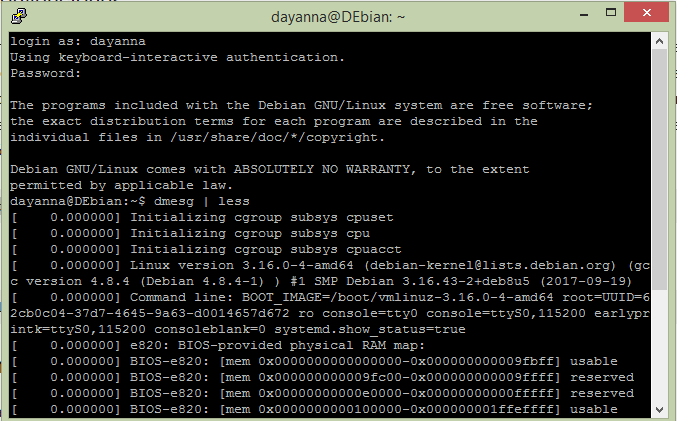 dayanna@DEbian: ~
login as: dayanna
Using keyboard-interactive authentication.
Password:
The programs included with the Debian GNU/Linux system are free software;
the exact distribution terms for each program are described in the
individual files in /usr/share/doc/*/copyright.
Debian GNU/Linux comes with ABSOLUTELY NO WARRANTY, to the extent
permitted by applicable law.
dayanna@DEbian:~$ dmesg | less
[    0.000000] Initializing cgroup subsys cpuset
[    0.000000] Initializing cgroup subsys cpu
[    0.000000] Initializing cgroup subsys cpuacct
[    0.000000] Linux version 3.16.0-4-amd64 (debian-kernel@lists.debian.org) (gc
c version 4.8.4 (Debian 4.8.4-1) ) #1 SMP Debian 3.16.43-2+deb8u5 (2017-09-19)
[    0.000000] Command line: BOOT_IMAGE=/boot/vmlinuz-3.16.0-4-amd64 root=UUID=6
2cb0c04-37d7-4645-9a63-d0014657d672 ro console=tty0 console=ttyS0,115200 earlypr
intk=ttyS0,115200 consoleblank=0 systemd.show_status=true
[    0.000000] e820: BIOS-provided physical RAM map:
[    0.000000] BIOS-e820: [mem 0x0000000000000000-0x000000000009fbff] usable
[    0.000000] BIOS-e820: [mem 0x000000000009fc00-0x000000000009ffff] reserved
[    0.000000] BIOS-e820: [mem 0x00000000000e0000-0x00000000000fffff] reserved
[    0.000000] BIOS-e820: [mem 0x0000000000100000-0x000000001ffeffff] usable